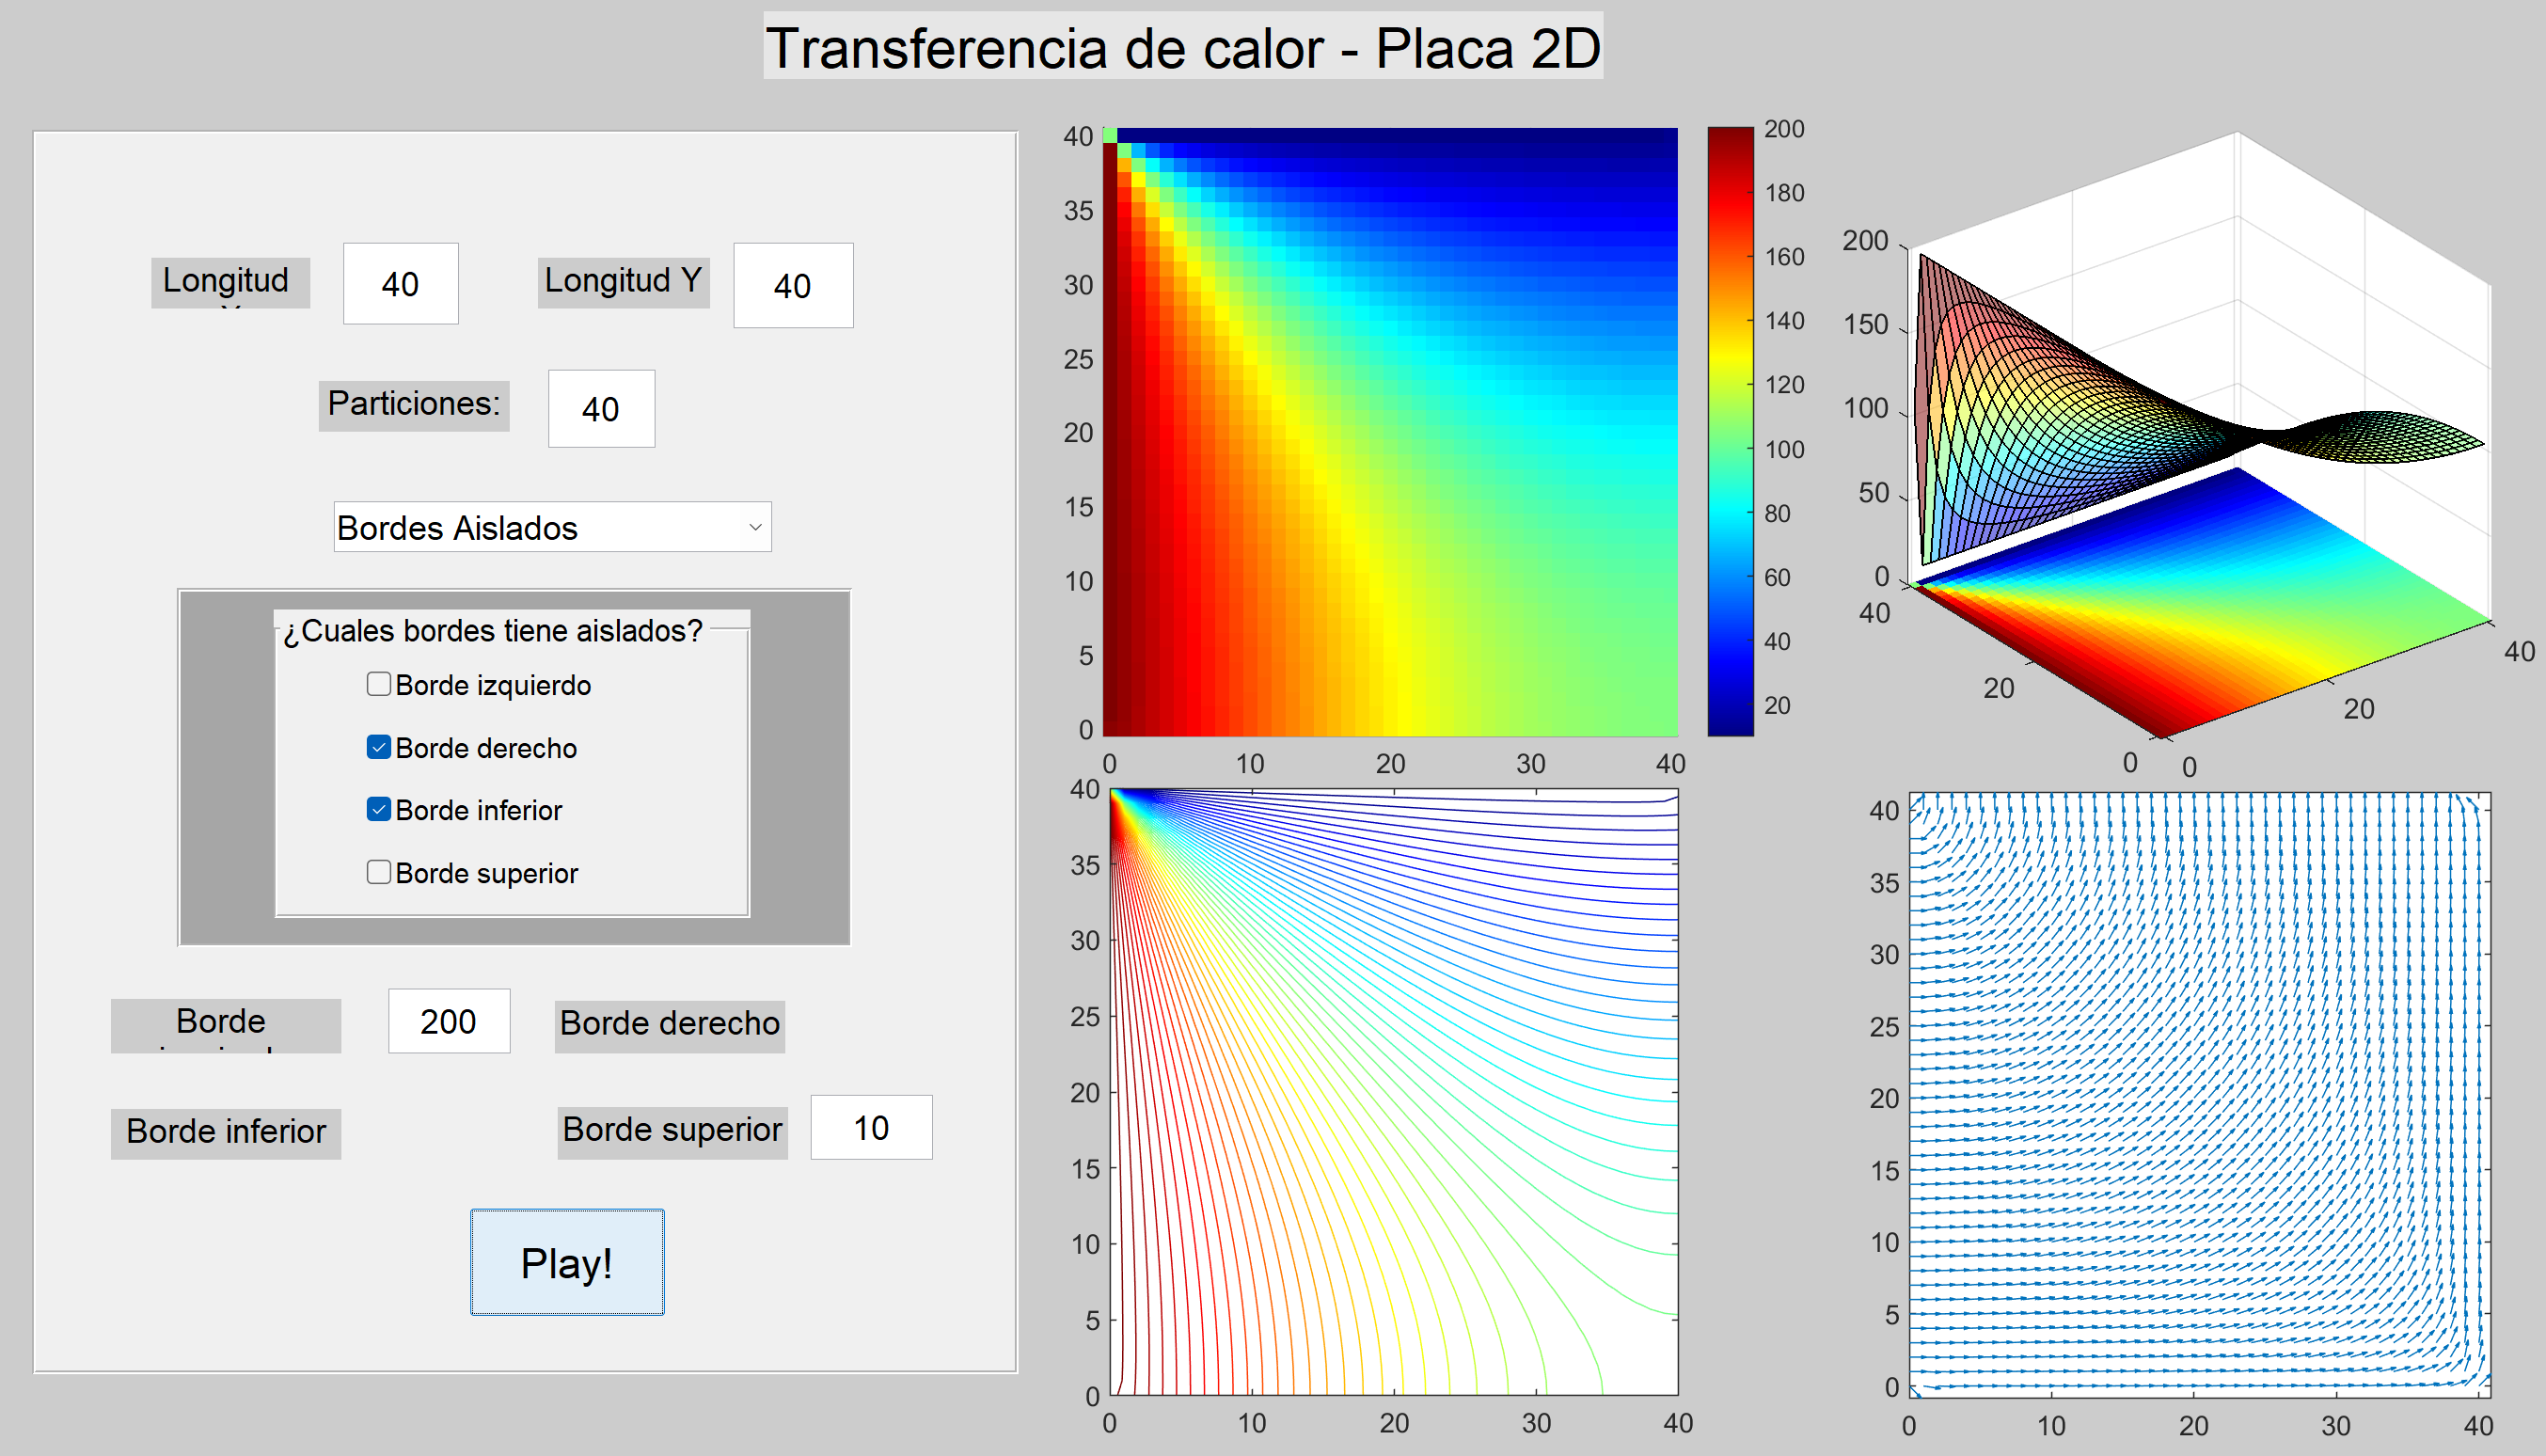 Transferencia de calor - Placa 2D
Longitud
40
Longitud Y
40
Particiones:
40
Bordes Aislados
¿Cuales bordes tiene aislados?
Borde izquierdo
Borde derecho
Borde inferior
Borde superior
Borde
200
Borde derecho
Borde inferior
Borde superior
10
Play!
40
35
30
25
20
15
10
5
0
0 10 20 30 40
200
180
160
140
120
100
80
60
40
20
200
150
100
50
0
40
20
0
0
20
40
40
35
30
25
20
15
10
5
0
0 10 20 30 40
40
35
30
25
20
15
10
5
0
0 10 20 30 40